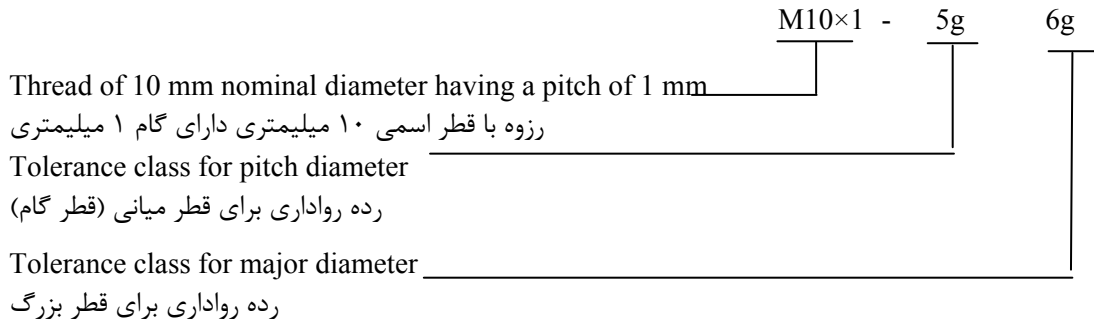 M10×1 - 5g 6g
Thread of 10 mm nominal diameter having a pitch of 1 mm
رزوه با قطر اسمی ۱۰ میلیمتری دارای گام ۱ میلیمتری
Tolerance class for pitch diameter
رده رواداری برای قطر میانی (قطر گام)
Tolerance class for major diameter
رده رواداری برای قطر بزرگ